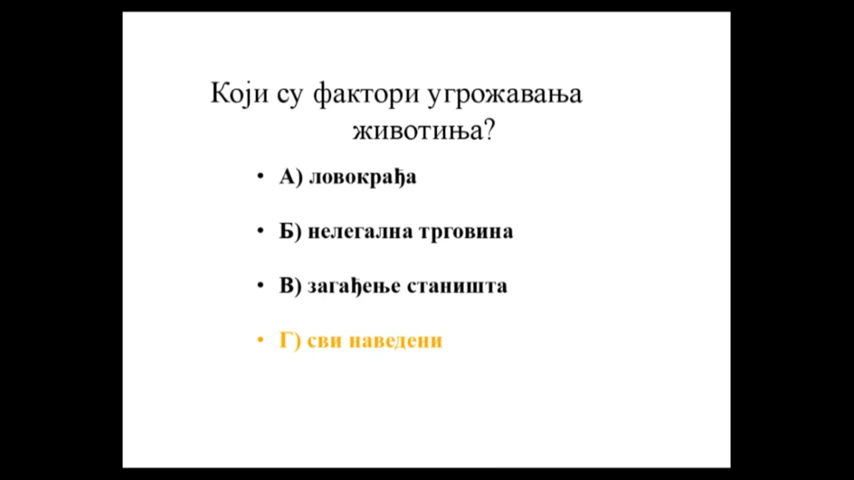 Који су фактори угрожавања
животиња?
• А) ловокрађа
• Б) нелегална трговина
• В) загађење станишта
• Г) сви наведени